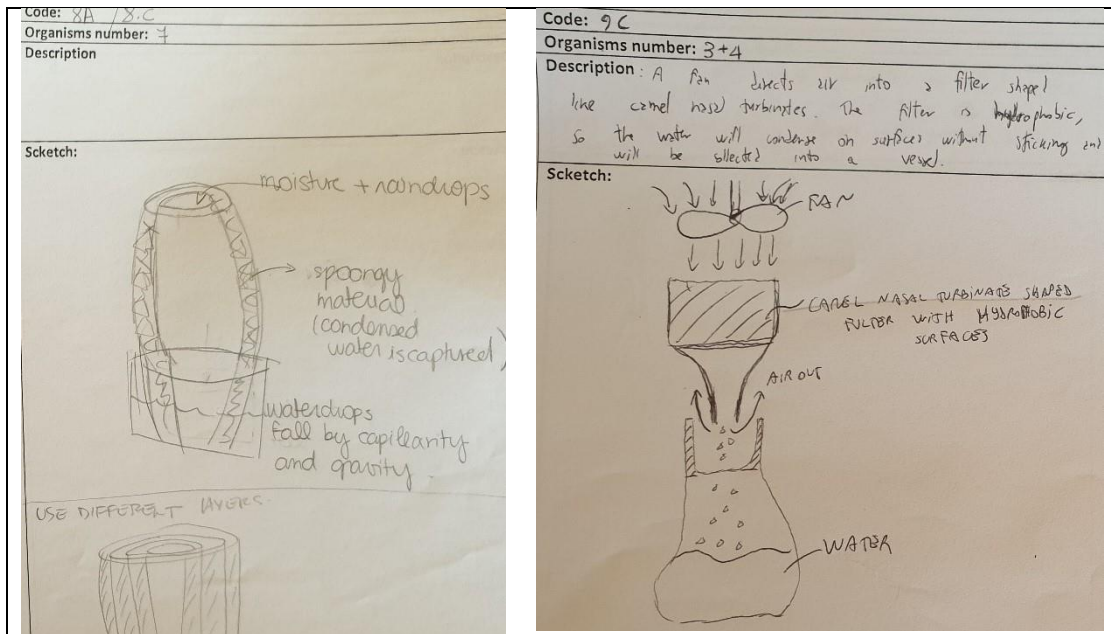 Code: 8A / 8.C
Organisms number: 7
Description
Scketch:
moisture + raindrops
spoongy
material
(condensed
water is captured)
waterdrops
fall by capillarity
and gravity.
USE DIFFERENT LAYERS.
Code: 9C
Organisms number: 3+4
Description: A fan directs air into a filter shaped
like camel nasal turbinates. The filter is hydrophobic,
so the water will condense on surfaces without sticking and
will be collected into a vessel.
Scketch:
FAN
CAMEL NASAL TURBINATE SHAPED
FILTER WITH HYDROPHOBIC
SURFACES
AIR OUT
WATER